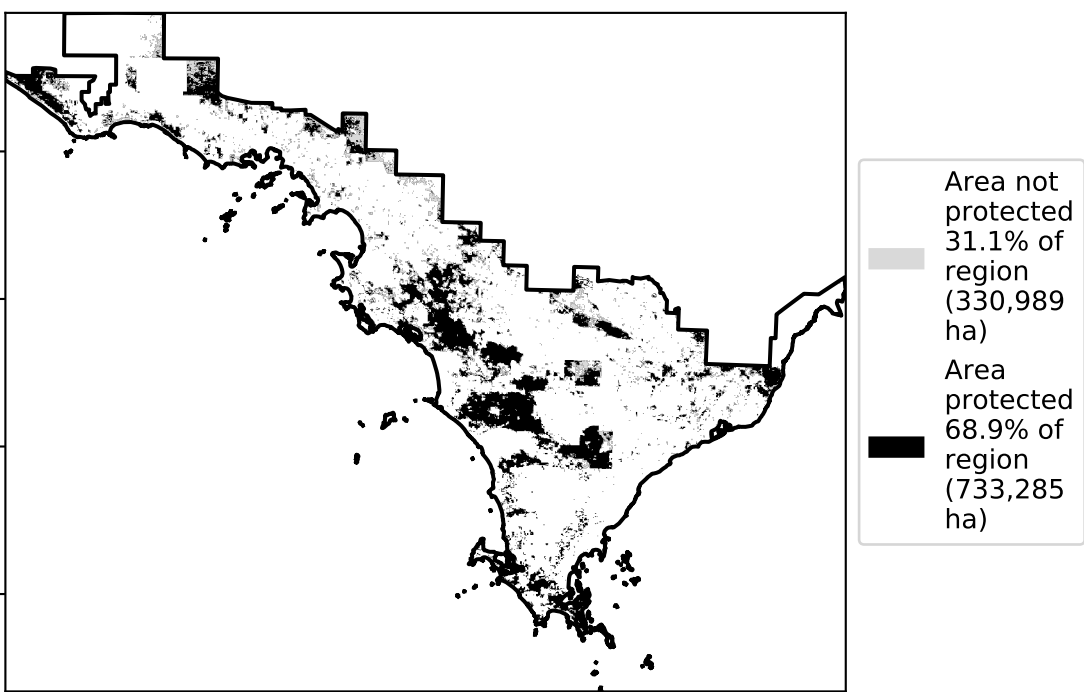 Area not
protected
31.1% of
region
(330,989
ha)
Area
protected
68.9% of
region
(733,285
ha)